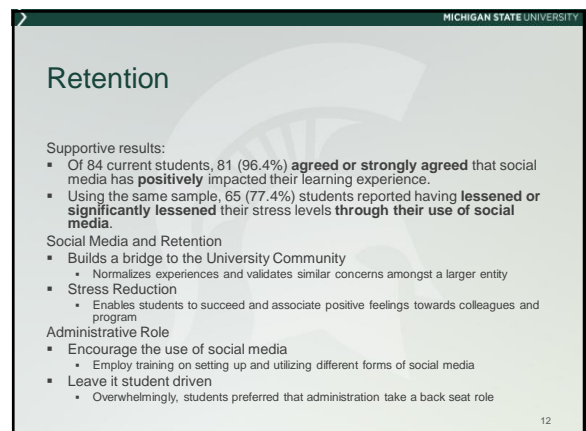 MICHIGAN STATE UNIVERSITY
Retention
Supportive results:
▪ Of 84 current students, 81 (96.4%) agreed or strongly agreed that social
media has positively impacted their learning experience.
▪ Using the same sample, 65 (77.4%) students reported having lessened or
significantly lessened their stress levels through their use of social
media.
Social Media and Retention
▪ Builds a bridge to the University Community
▪ Normalizes experiences and validates similar concerns amongst a larger entity
▪ Stress Reduction
▪ Enables students to succeed and associate positive feelings towards colleagues and
program
Administrative Role
▪ Encourage the use of social media
▪ Employ training on setting up and utilizing different forms of social media
▪ Leave it student driven
▪ Overwhelmingly, students preferred that administration take a back seat role
12